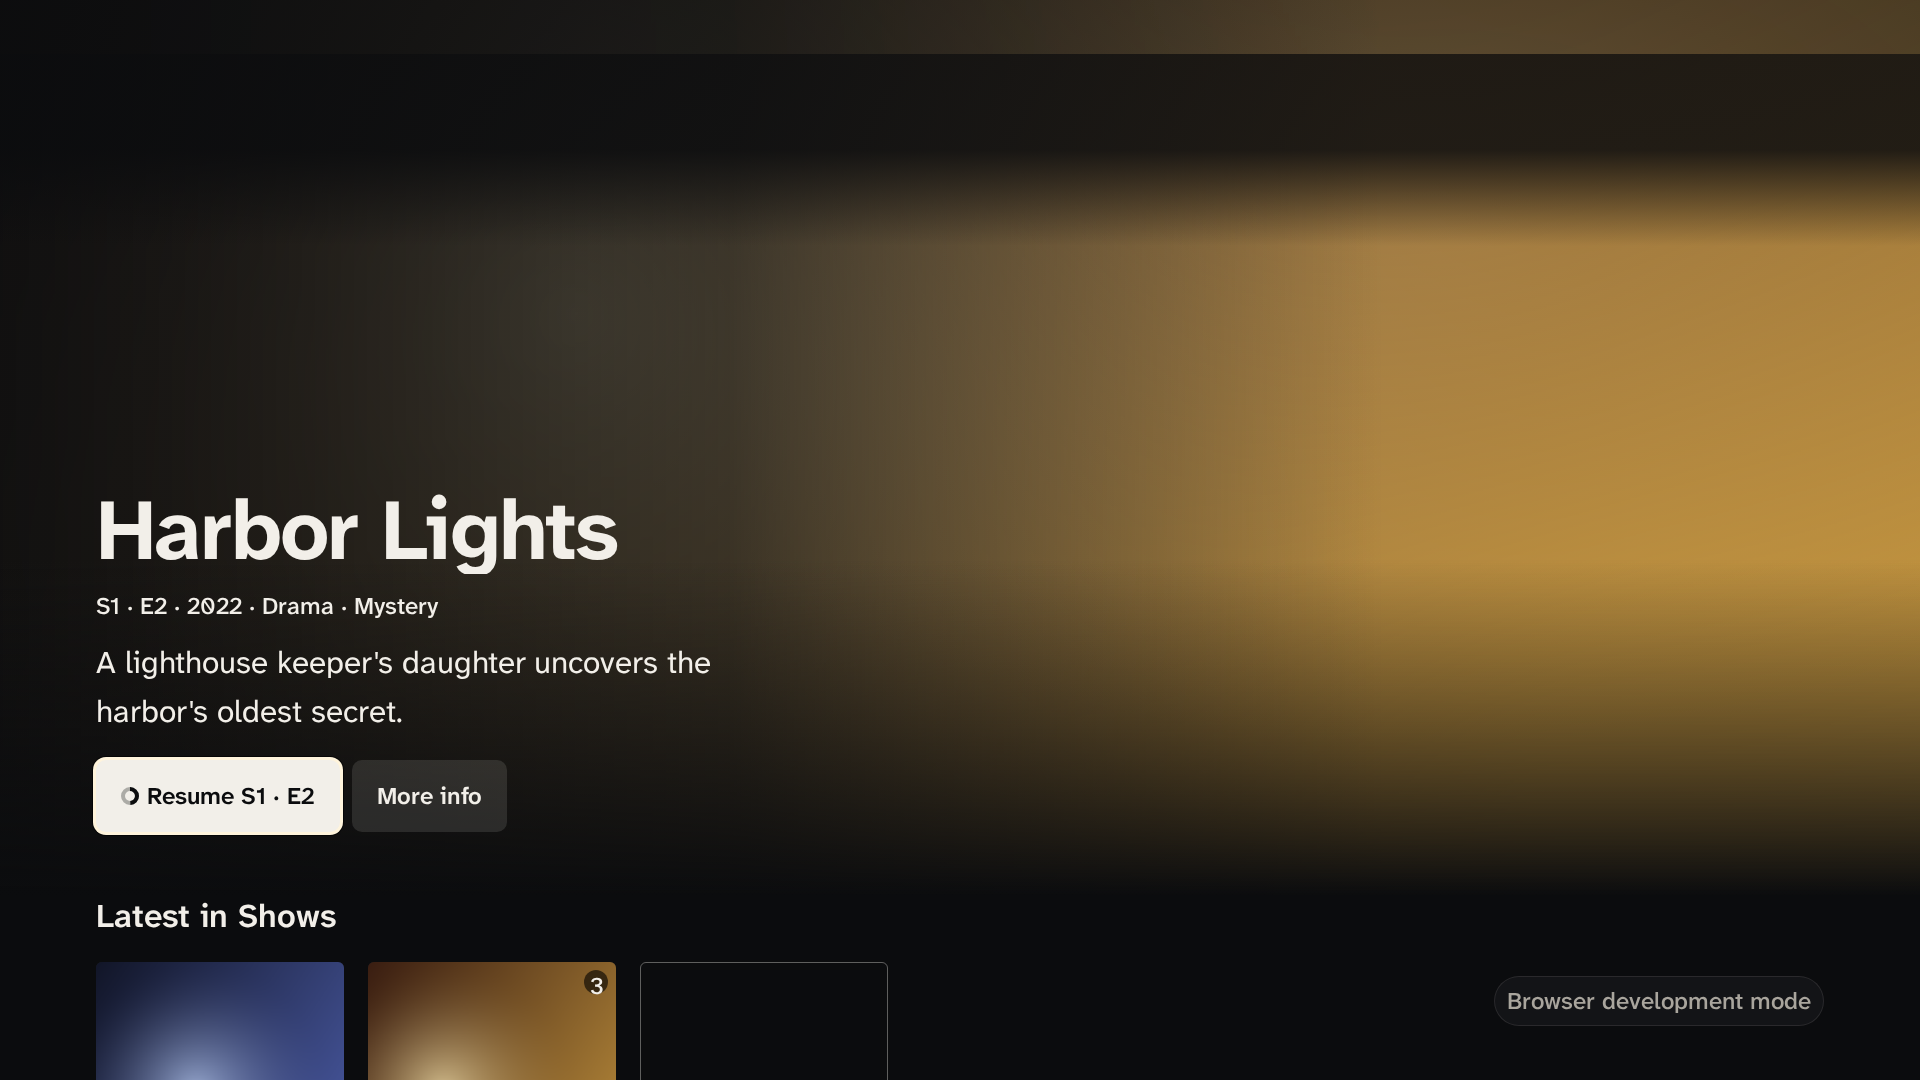 Harbor Lights
S1 · E2 · 2022 · Drama · Mystery
A lighthouse keeper's daughter uncovers the
harbor's oldest secret.
Resume S1 · E2
More info
Latest in Shows
3
Browser development mode